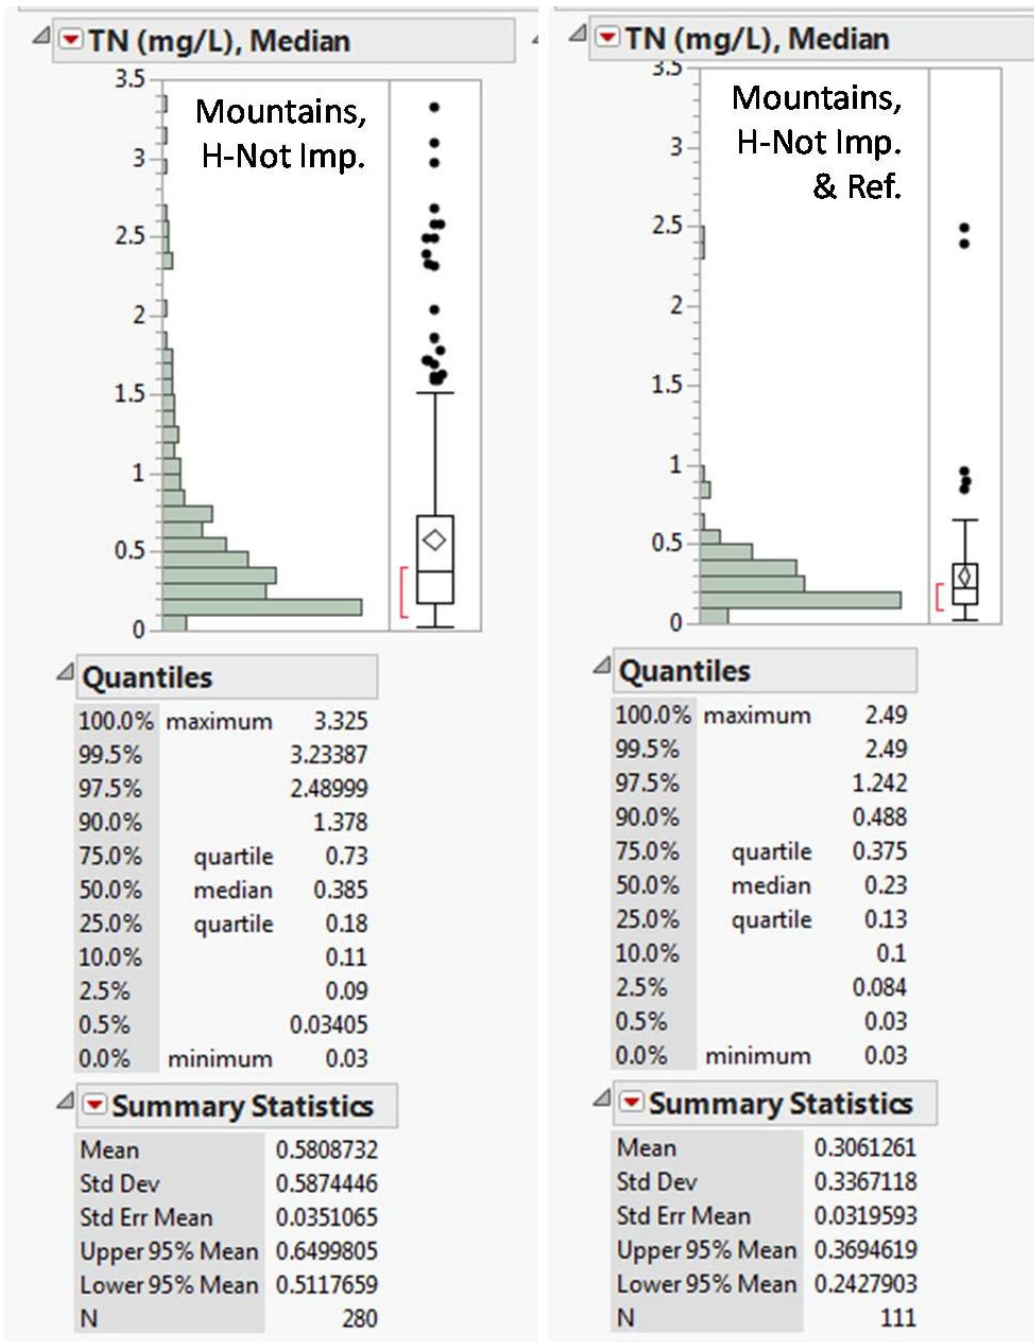 TN (mg/L), Median
Mountains,
H-Not Imp.
3.5
3
2.5
2
1.5
1
0.5
0
Quantiles
100.0% maximum 3.325
99.5% 3.23387
97.5% 2.48999
90.0% 1.378
75.0% quartile 0.73
50.0% median 0.385
25.0% quartile 0.18
10.0% 0.11
2.5% 0.09
0.5% 0.03405
0.0% minimum 0.03
Summary Statistics
Mean 0.5808732
Std Dev 0.5874446
Std Err Mean 0.0351065
Upper 95% Mean 0.6499805
Lower 95% Mean 0.5117659
N 280
TN (mg/L), Median
Mountains,
H-Not Imp.
& Ref.
3.5
3
2.5
2
1.5
1
0.5
0
Quantiles
100.0% maximum 2.49
99.5% 2.49
97.5% 1.242
90.0% 0.488
75.0% quartile 0.375
50.0% median 0.23
25.0% quartile 0.13
10.0% 0.1
2.5% 0.084
0.5% 0.03
0.0% minimum 0.03
Summary Statistics
Mean 0.3061261
Std Dev 0.3367118
Std Err Mean 0.0319593
Upper 95% Mean 0.3694619
Lower 95% Mean 0.2427903
N 111